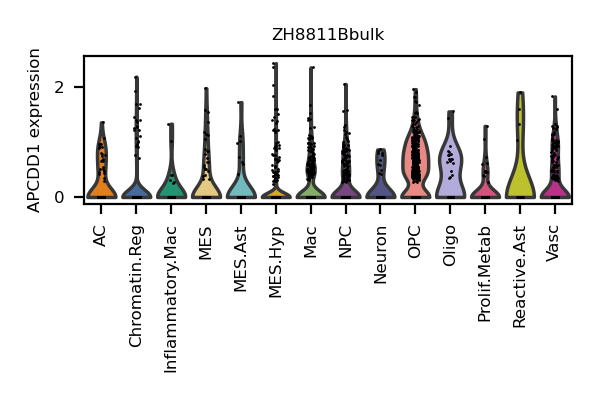 ZH8811Bbulk
APCDD1 expression
2
0
AC
Chromatin.Reg
Inflammatory.Mac
MES
MES.Ast
MES.Hyp
Mac
NPC
Neuron
OPC
Oligo
Prolif.Metab
Reactive.Ast
Vasc